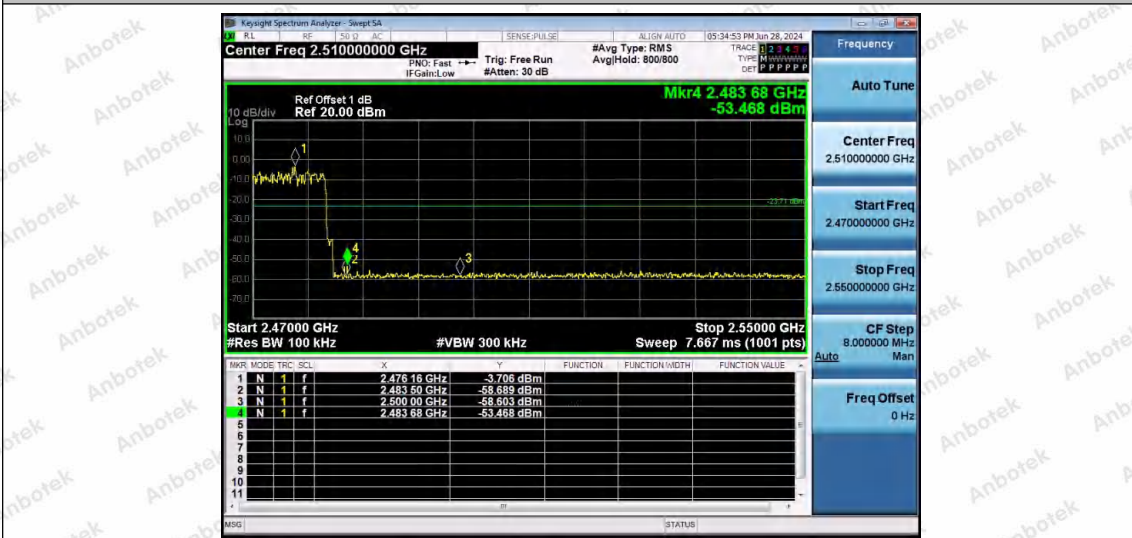 Keysight Spectrum Analyzer - Swept SA
RL RF 50 Ω AC SENSE:PULSE ALIGN AUTO 05:34:53 PM Jun 28, 2024
Center Freq 2.510000000 GHz
PNO: Fast
IFGain:Low
Trig: Free Run
#Atten: 30 dB
#Avg Type: RMS
Avg|Hold: 800/800
TRACE 1 2 3 4 5 6
TYPE M WWWWW
DET P P P P P P
Frequency
Mkr4 2.483 68 GHz
-53.468 dBm
Ref Offset 1 dB
10 dB/div Ref 20.00 dBm
Log
10.0
0.00
-10.0
-20.0
-30.0
-40.0
-50.0
-60.0
-70.0
-23.71 dBm
1
4
2
3
Start 2.47000 GHz Stop 2.55000 GHz
#Res BW 100 kHz #VBW 300 kHz Sweep 7.667 ms (1001 pts)
MKR MODE TRC SCL X Y FUNCTION FUNCTION WIDTH FUNCTION VALUE
1 N 1 f 2.476 16 GHz -3.706 dBm
2 N 1 f 2.483 50 GHz -58.689 dBm
3 N 1 f 2.500 00 GHz -58.603 dBm
4 N 1 f 2.483 68 GHz -53.468 dBm
5
6
7
8
9
10
11
MSG STATUS
Auto Tune
Center Freq
2.510000000 GHz
Start Freq
2.470000000 GHz
Stop Freq
2.550000000 GHz
CF Step
8.000000 MHz
Auto Man
Freq Offset
0 Hz
Anbotek